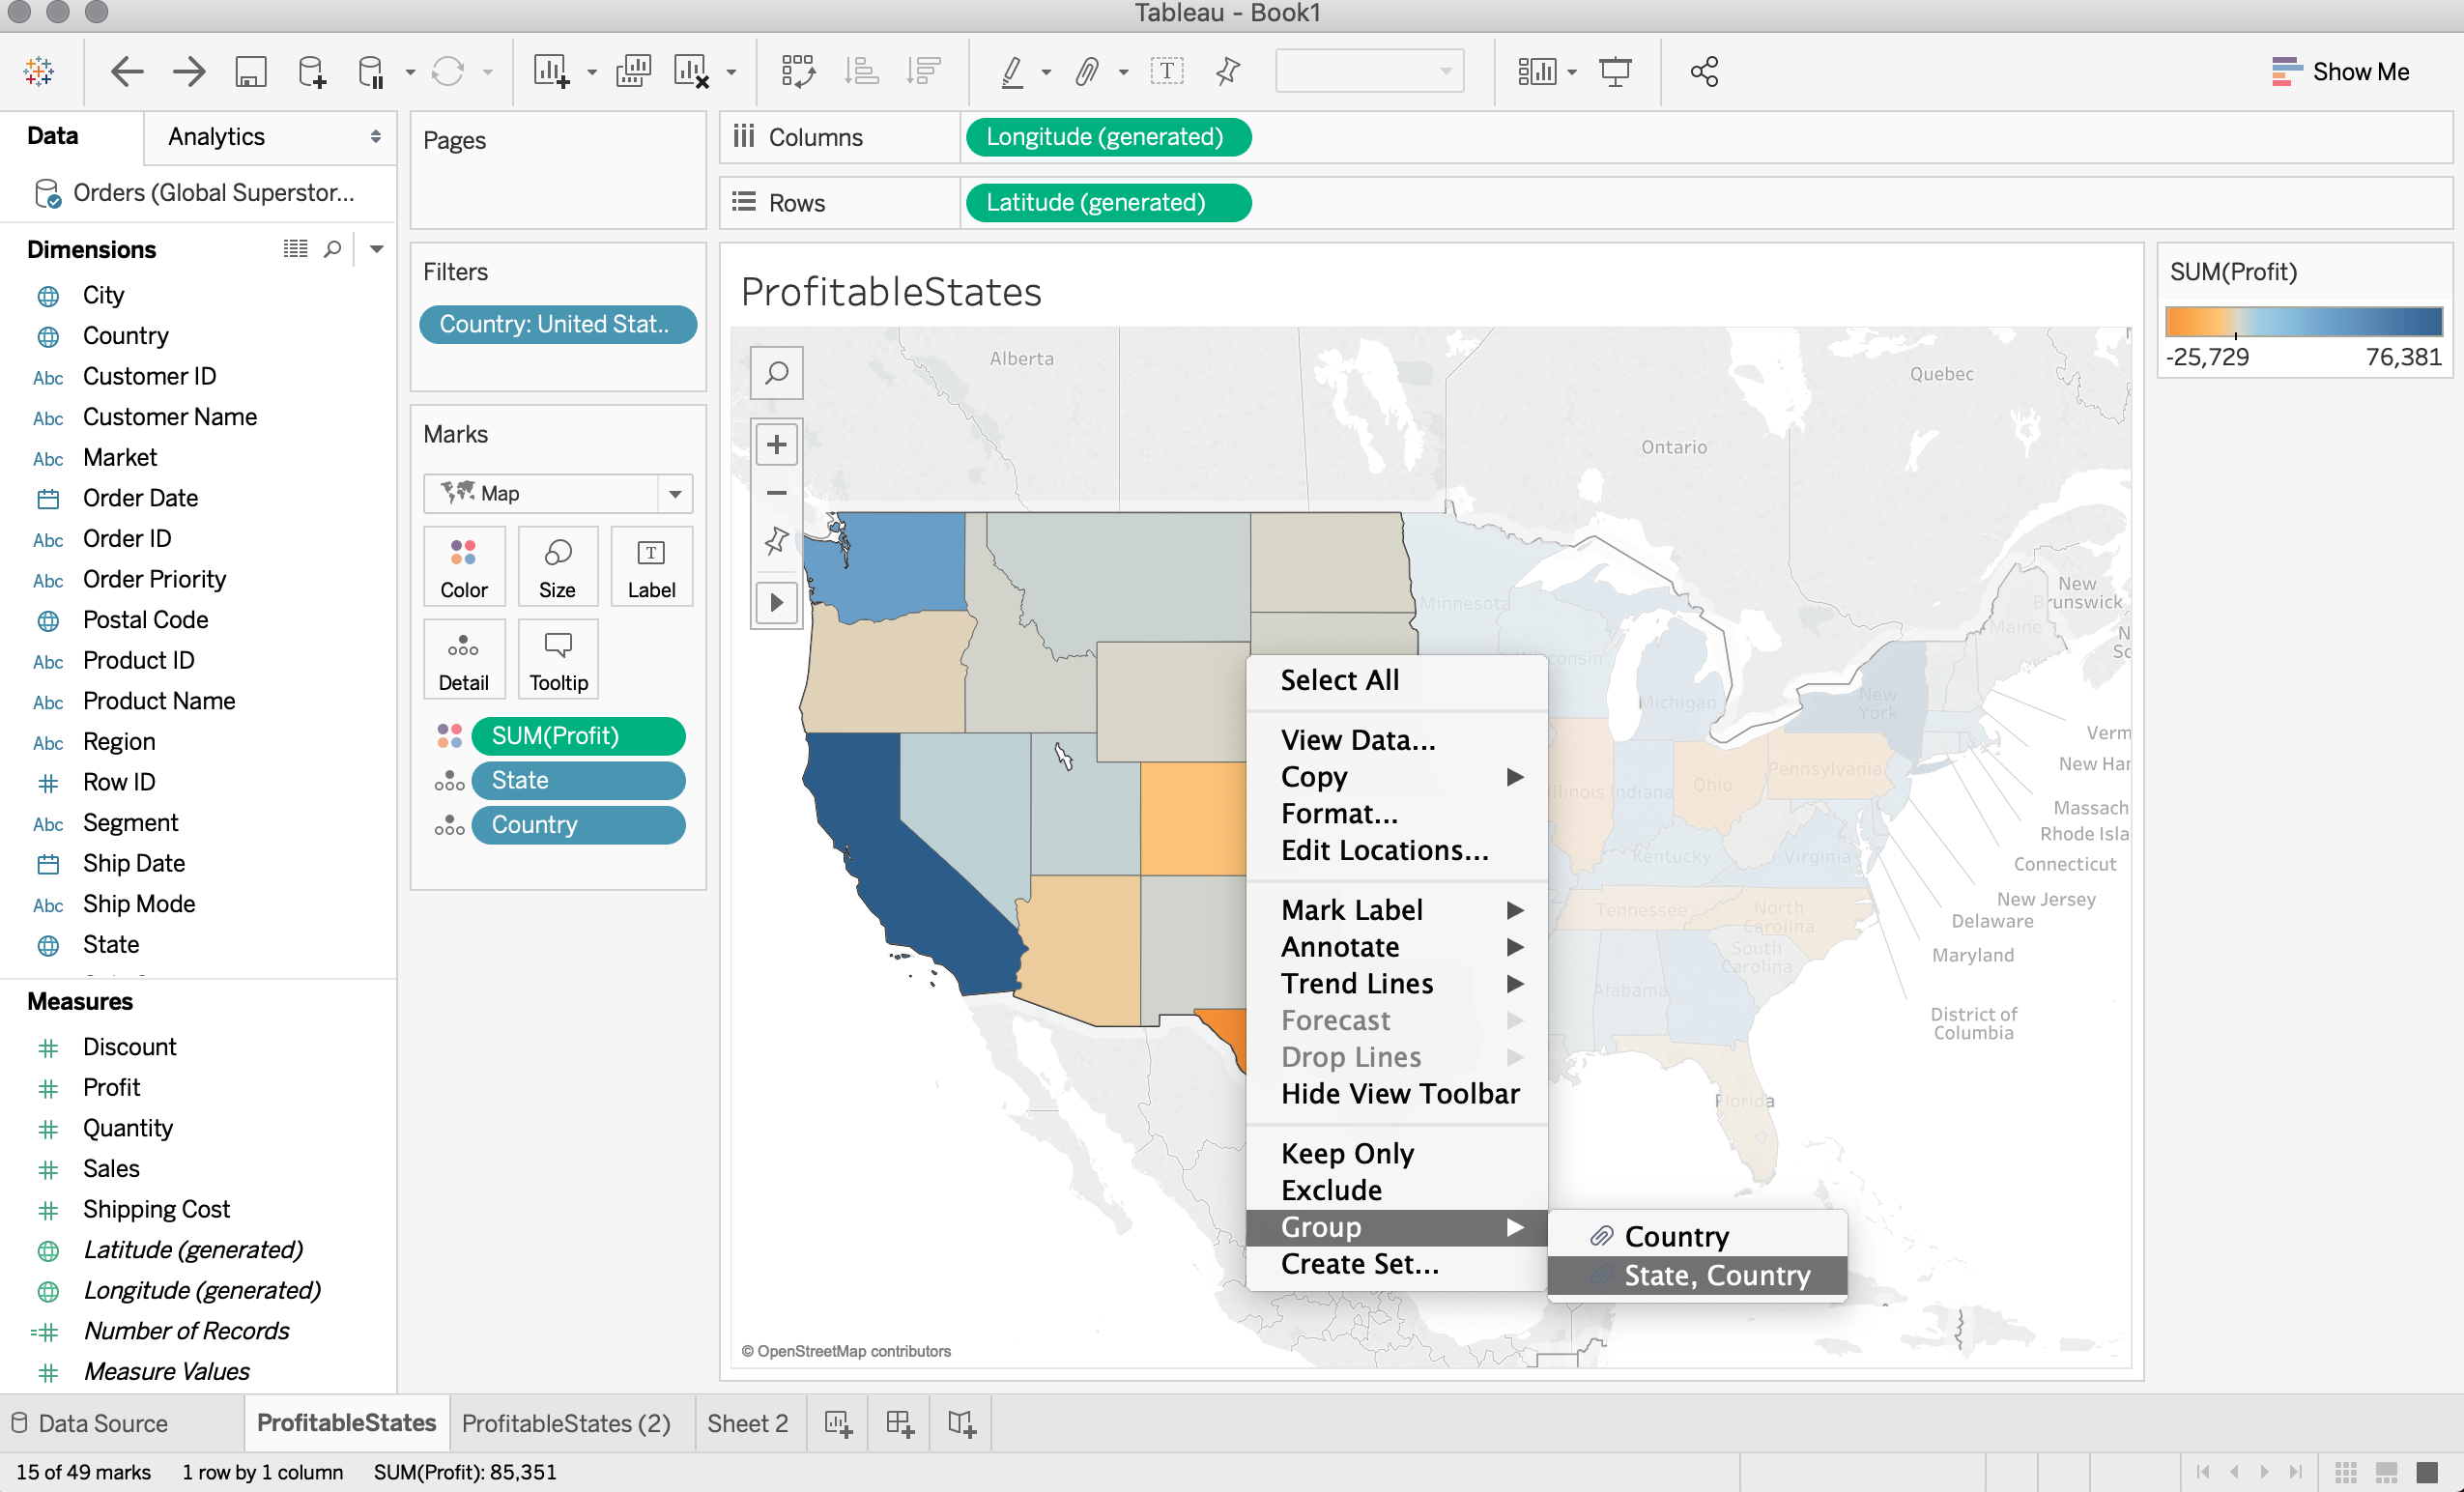 Tableau - Book1
Show Me
Data
Analytics
Orders (Global Superstor...
Dimensions
City
Country
Abc Customer ID
Abc Customer Name
Abc Market
Order Date
Abc Order ID
Abc Order Priority
Postal Code
Abc Product ID
Abc Product Name
Abc Region
Row ID
Abc Segment
Ship Date
Abc Ship Mode
State
Measures
Discount
Profit
Quantity
Sales
Shipping Cost
Latitude (generated)
Longitude (generated)
Number of Records
Measure Values
Pages
Filters
Country: United Stat..
Marks
Map
Color
Size
Label
Detail
Tooltip
SUM(Profit)
State
Country
Columns
Longitude (generated)
Rows
Latitude (generated)
ProfitableStates
Alberta
Quebec
Ontario
New
Brunswick
Maine
Minnesota
Michigan
New
York
Illinois
Indiana
Ohio
Pennsylvania
Kentucky
Virginia
Tennessee
North
Carolina
South
Carolina
Alabama
Florida
Verm
New Har
Massach
Rhode Isla
Connecticut
New Jersey
Delaware
Maryland
District of
Columbia
© OpenStreetMap contributors
Select All
View Data...
Copy
Format...
Edit Locations...
Mark Label
Annotate
Trend Lines
Forecast
Drop Lines
Hide View Toolbar
Keep Only
Exclude
Group
Create Set...
Country
State, Country
SUM(Profit)
-25,729
76,381
Data Source
ProfitableStates
ProfitableStates (2)
Sheet 2
15 of 49 marks
1 row by 1 column
SUM(Profit): 85,351